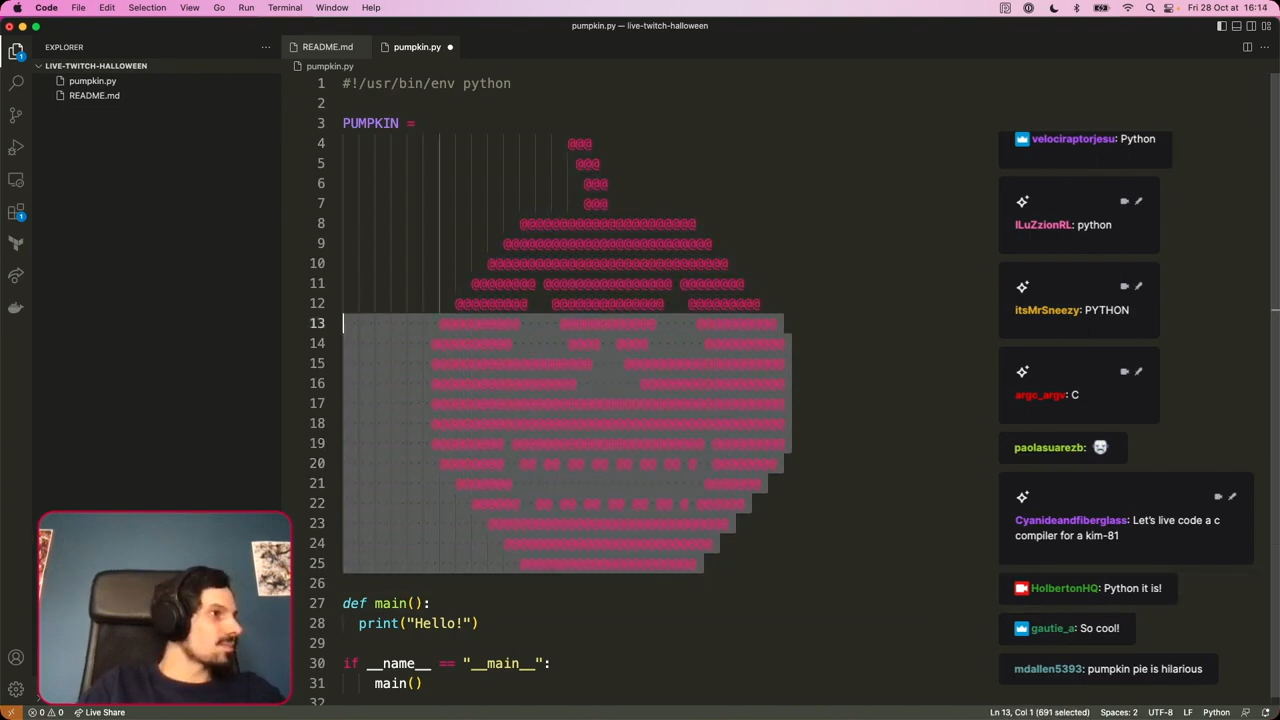 Code File Edit Selection View Go Run Terminal Window Help Fri 28 Oct at 16:14
pumpkin.py — live-twitch-halloween
EXPLORER
README.md
pumpkin.py
LIVE-TWITCH-HALLOWEEN
pumpkin.py
README.md
pumpkin.py
1 #!/usr/bin/env python
2
3 PUMPKIN =
4 @@@
5 @@@
6 @@@
7 @@@
8
9
10
11
12
13
14
15
16
17
18
19
20
21
22
23
24
25
26
27 def main():
28 print("Hello!")
29
30 if __name__ == "__main__":
31 main()
32
velociraptorjesu: Python
ILuZzionRL: python
itsMrSneezy: PYTHON
argc_argv: C
paolasuarezb:
Cyanideandfiberglass: Let's live code a c
compiler for a kim-81
HolbertonHQ: Python it is!
gautie_a: So cool!
mdallen5393: pumpkin pie is hilarious
0 0 Live Share
Ln 13, Col 1 (691 selected) Spaces: 2 UTF-8 LF Python